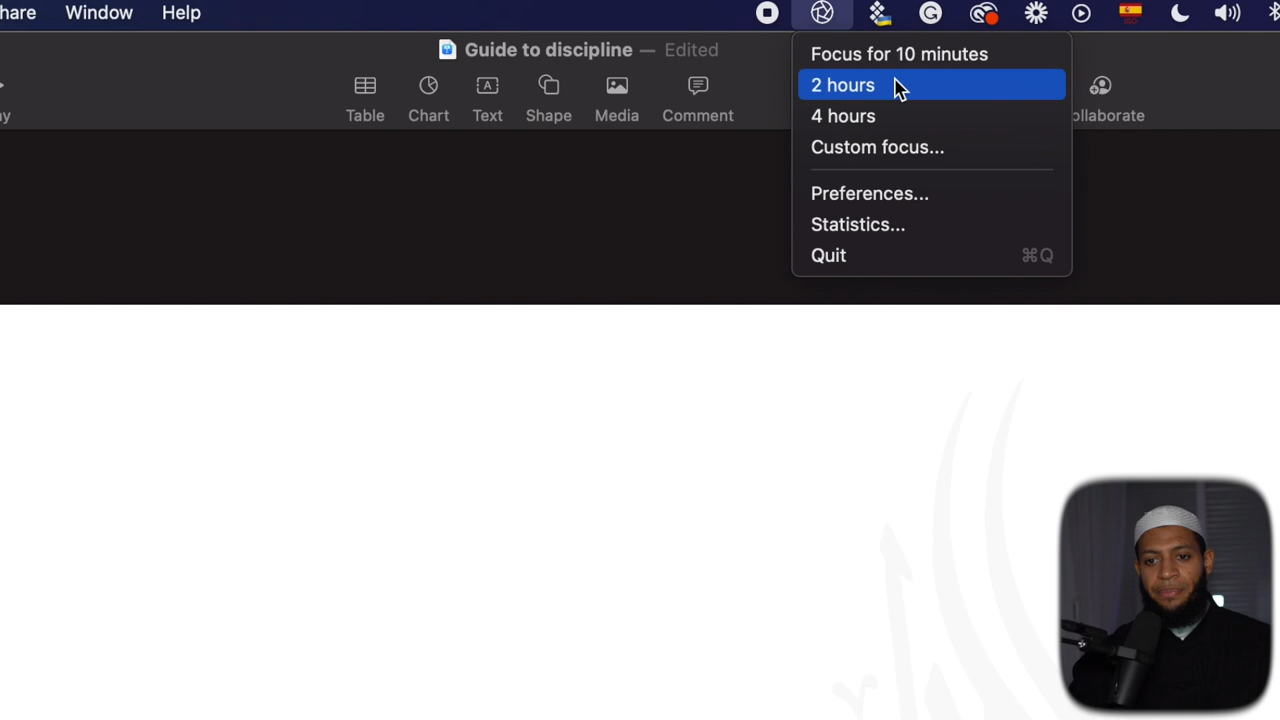 hare Window Help
ISO
Guide to discipline — Edited
Focus for 10 minutes
2 hours
4 hours
Custom focus...
Preferences...
Statistics...
Quit ⌘Q
y Table Chart Text Shape Media Comment ollaborate